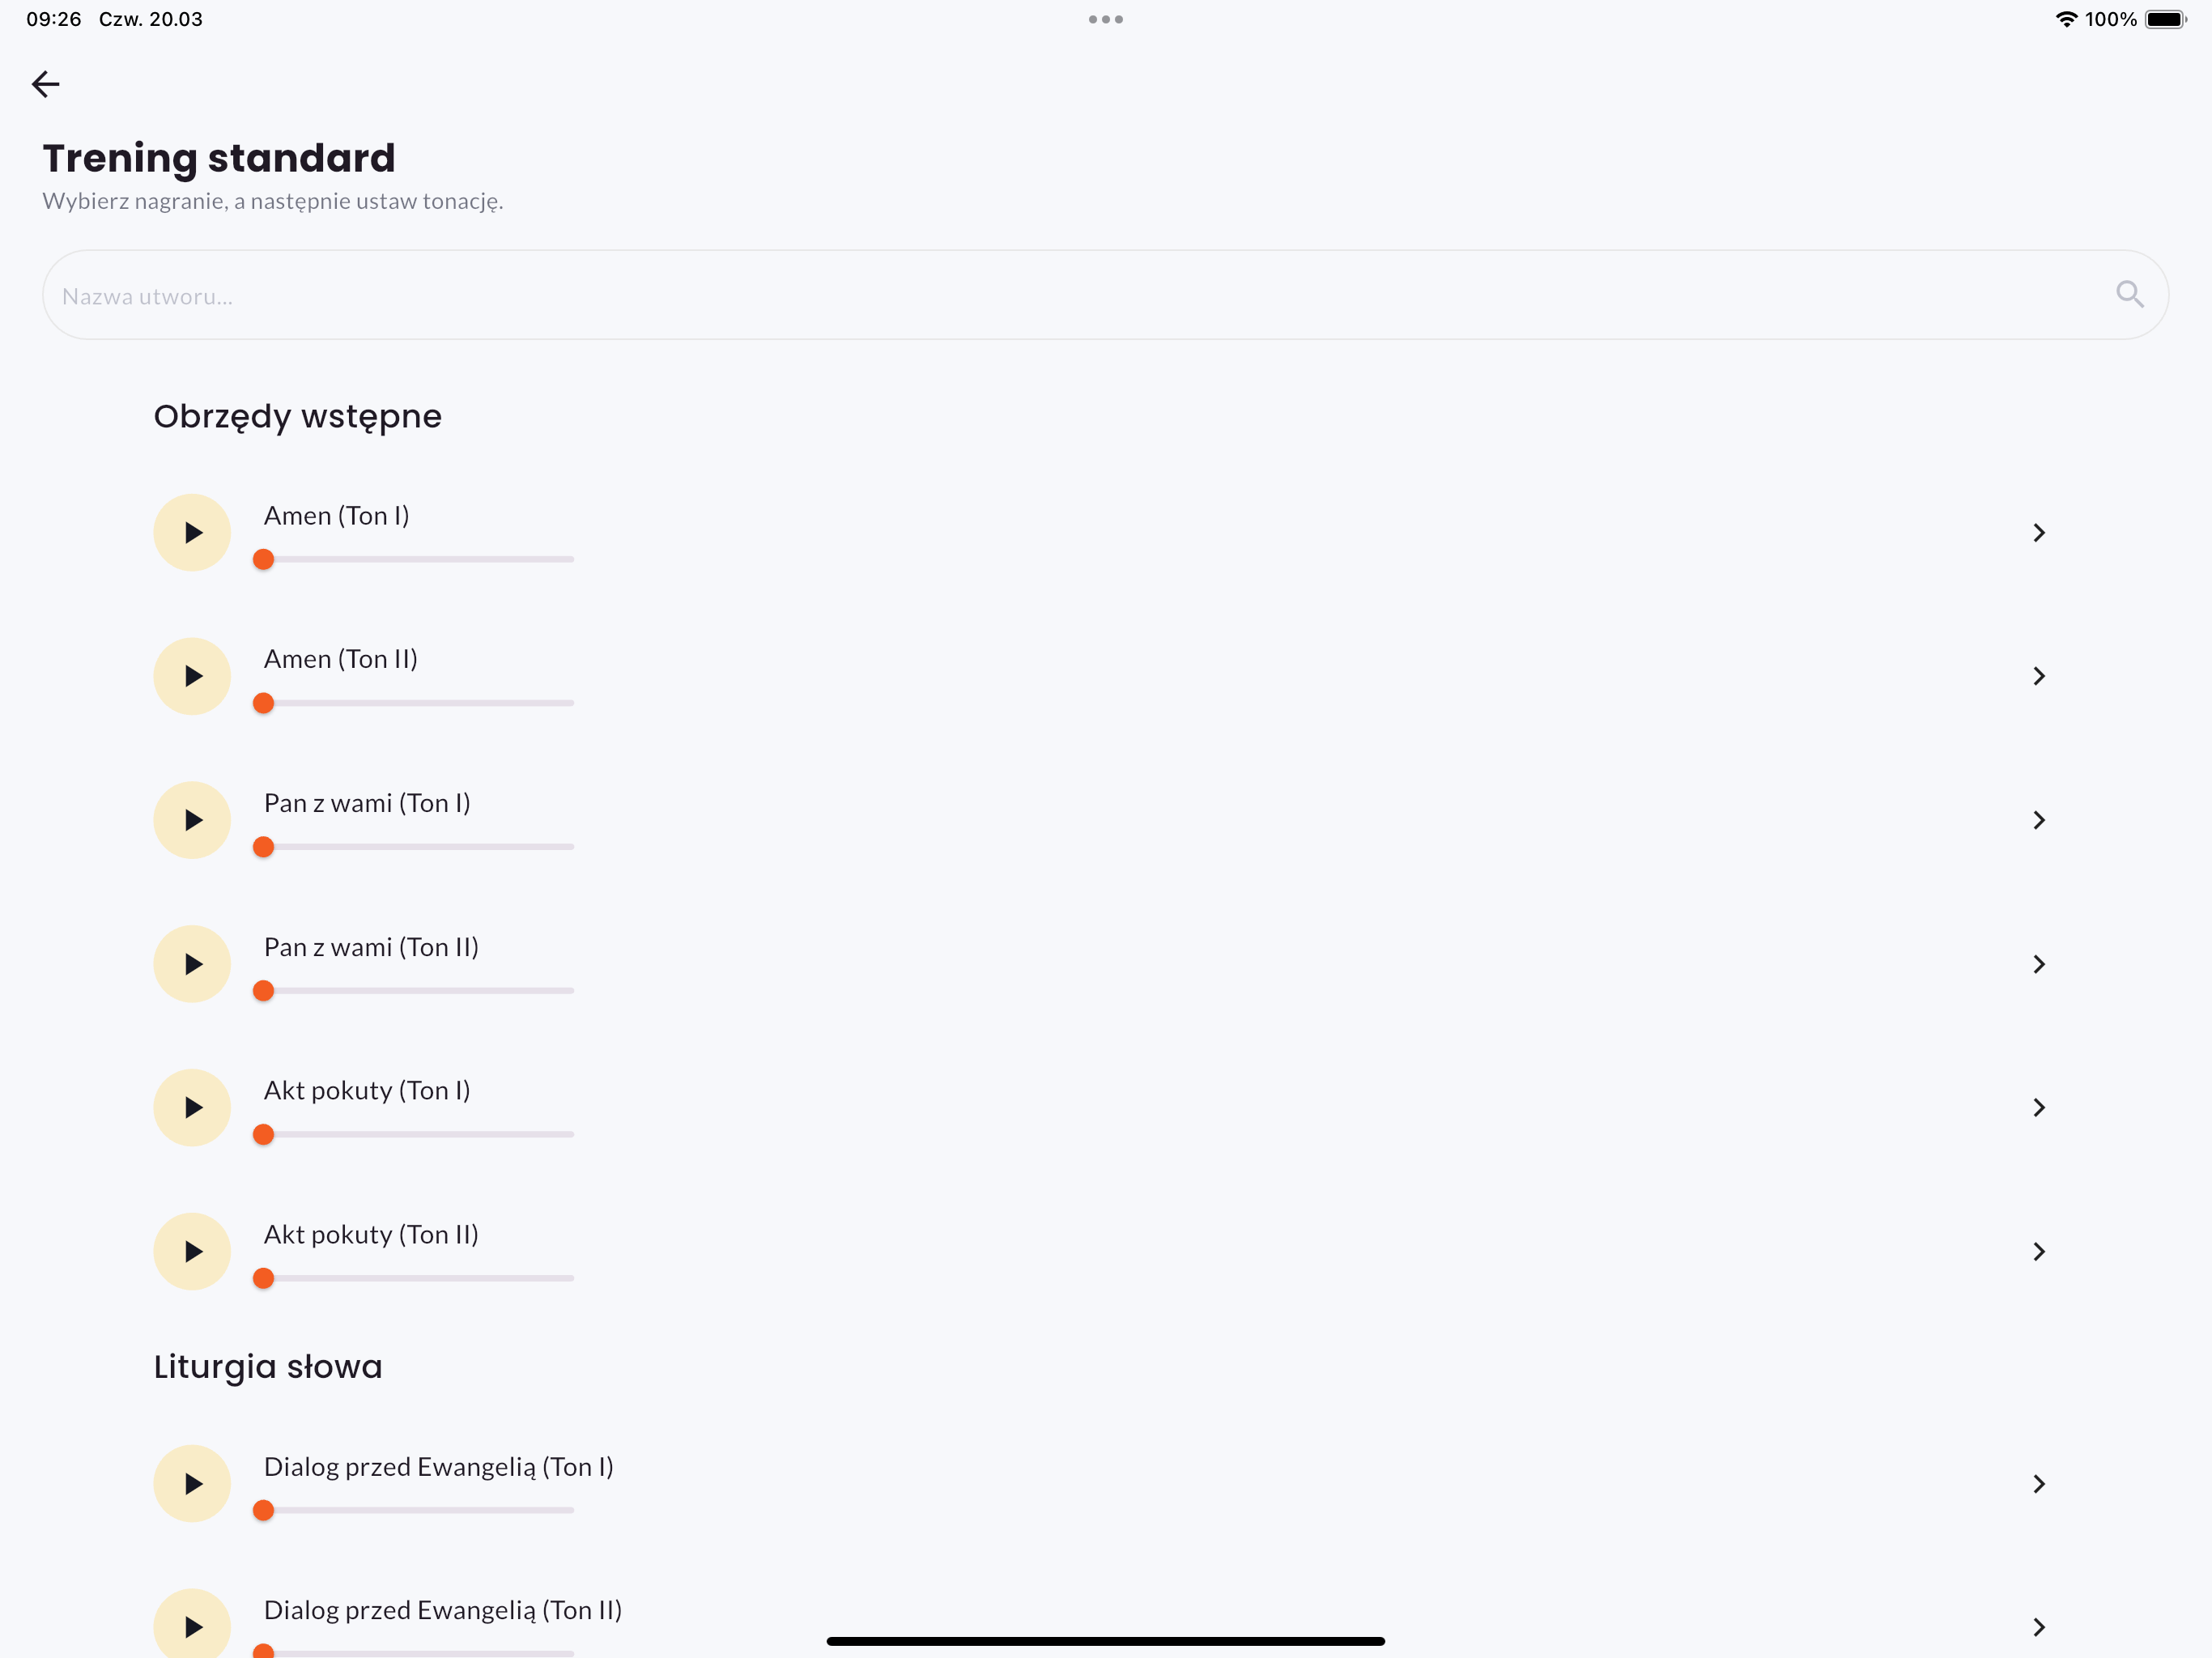 09:26 Czw. 20.03
100%
Trening standard
Wybierz nagranie, a następnie ustaw tonację.
Nazwa utworu...
Obrzędy wstępne
Amen (Ton I)
Amen (Ton II)
Pan z wami (Ton I)
Pan z wami (Ton II)
Akt pokuty (Ton I)
Akt pokuty (Ton II)
Liturgia słowa
Dialog przed Ewangelią (Ton I)
Dialog przed Ewangelią (Ton II)